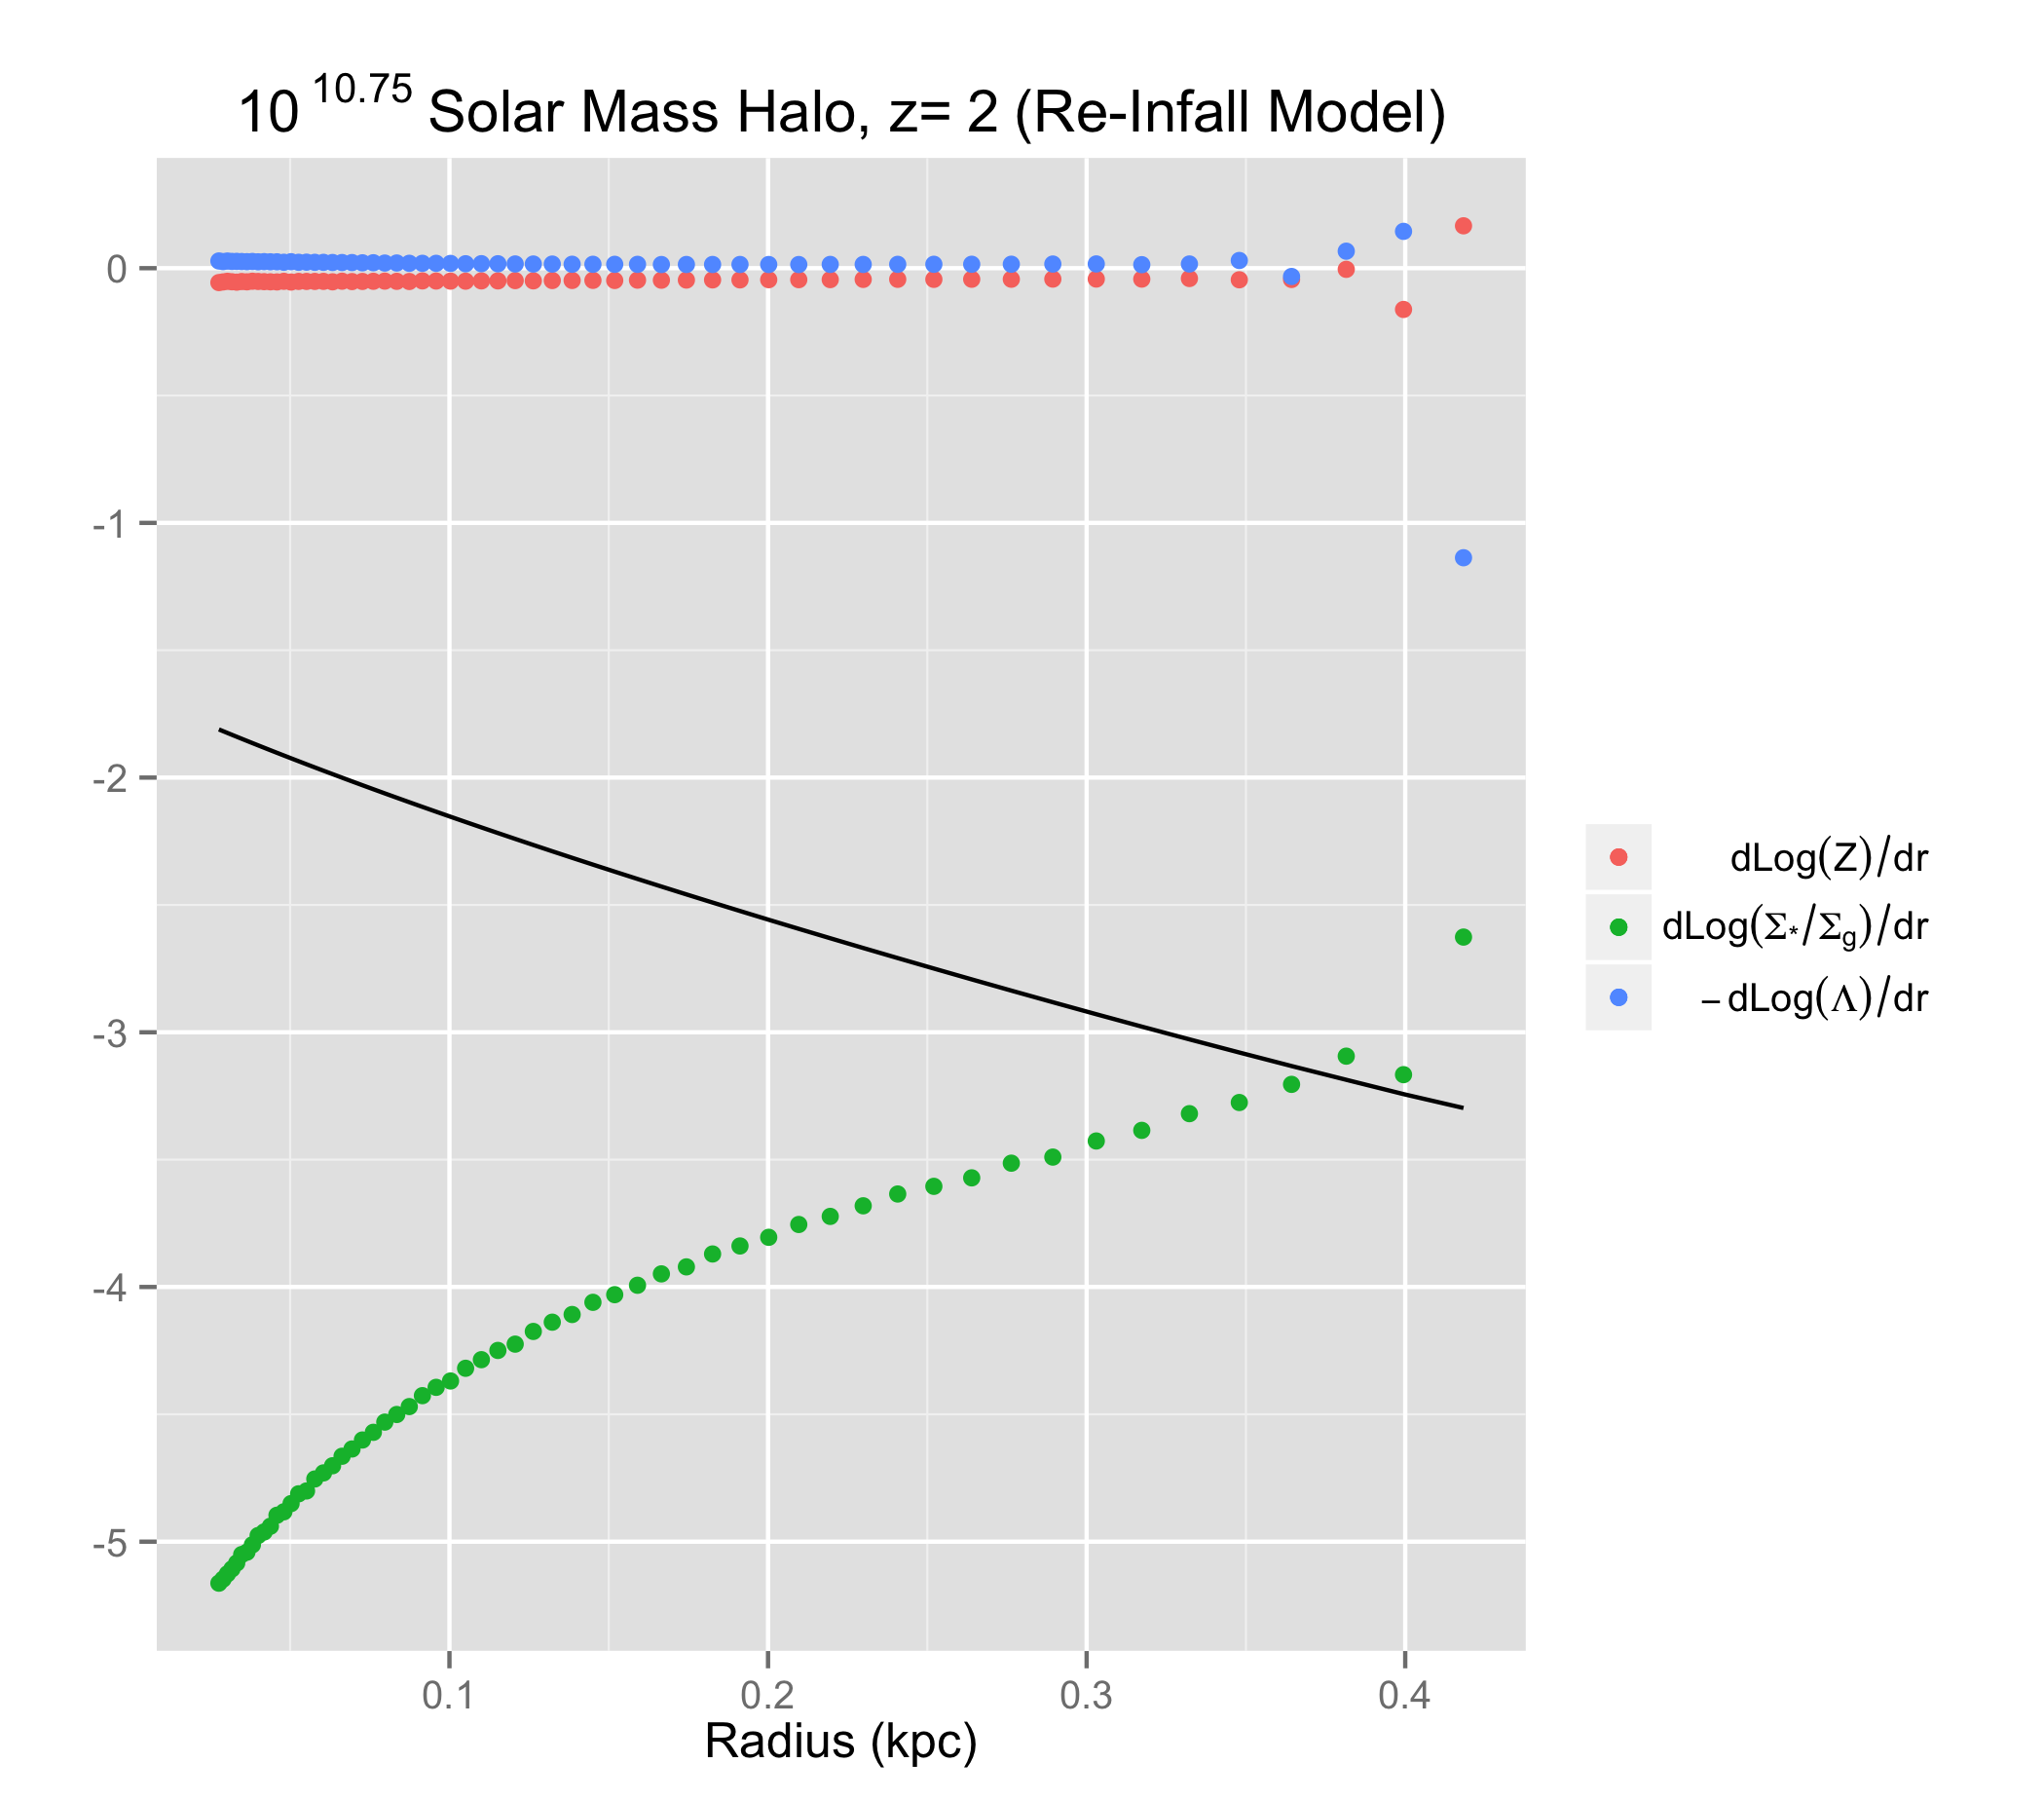 10^10.75 Solar Mass Halo, z= 2 (Re-Infall Model)
0
-1
-2
-3
-4
-5
0.1 0.2 0.3 0.4
Radius (kpc)
dLog(Z)/dr
dLog(Σ*/Σg)/dr
−dLog(Λ)/dr